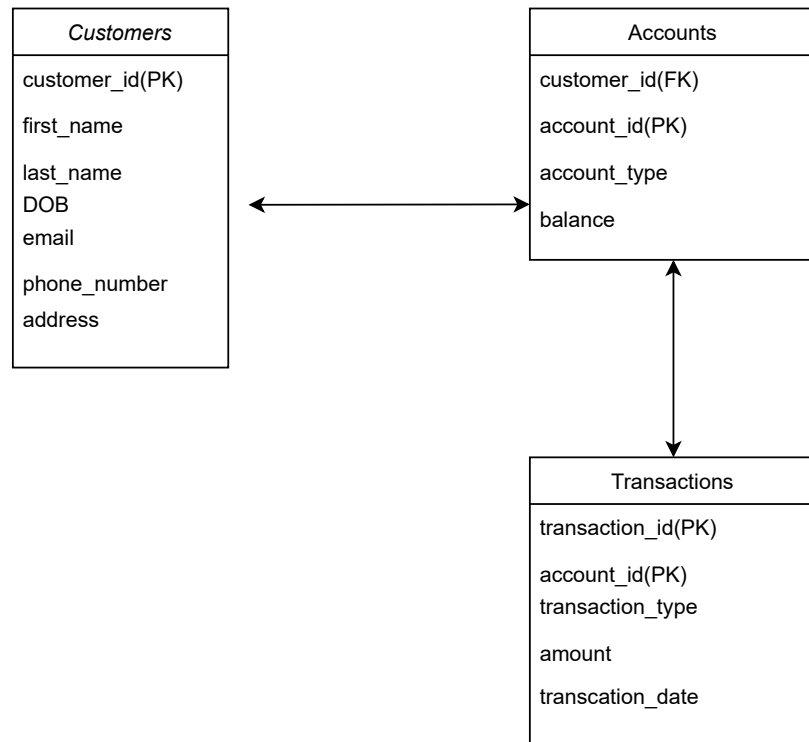 Customers
customer_id(PK)
first_name
last_name
DOB
email
phone_number
address
Accounts
customer_id(FK)
account_id(PK)
account_type
balance
Transactions
transaction_id(PK)
account_id(PK)
transaction_type
amount
transcation_date